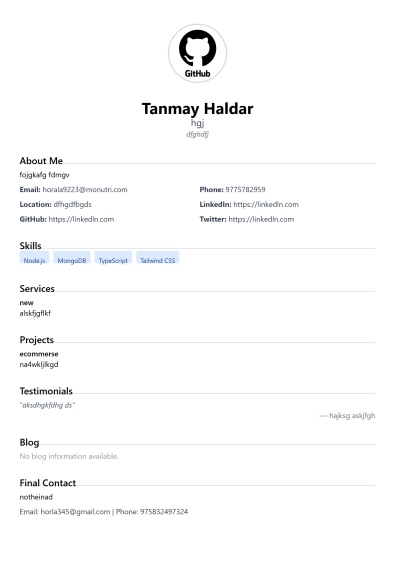 GitHub
Tanmay Haldar
hgj
dfghdfj
About Me
fojgkafg fdmgv
Email: horala9223@monutri.com Phone: 9775782959
Location: dfhgdfbgds LinkedIn: https://linkedln.com
GitHub: https://linkedln.com Twitter: https://linkedln.com
Skills
Node.js MongoDB TypeScript Tailwind CSS
Services
new
alskfjgflkf
Projects
ecommerse
na4wkljlkgd
Testimonials
"aksdhgkfdhg ds"
— hajksg askjfgh
Blog
No blog information available.
Final Contact
notheinad
Email: horla345@gmail.com | Phone: 975832497324